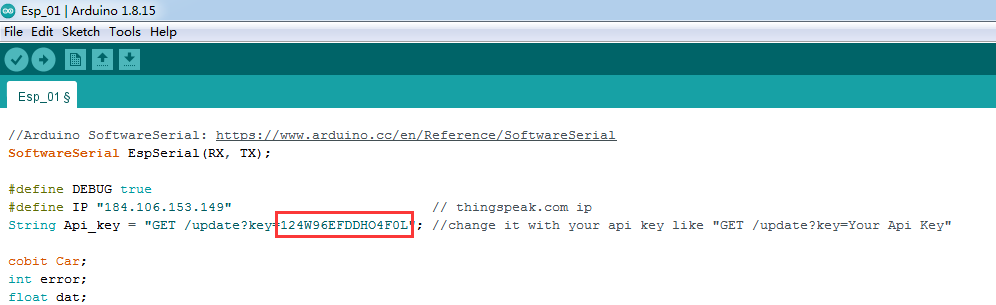 Esp_01 | Arduino 1.8.15
File Edit Sketch Tools Help
Esp_01 §
//Arduino SoftwareSerial: https://www.arduino.cc/en/Reference/SoftwareSerial
SoftwareSerial EspSerial(RX, TX);
#define DEBUG true
#define IP "184.106.153.149" // thingspeak.com ip
String Api_key = "GET /update?key=124W96EFDDHO4F0L"; //change it with your api key like "GET /update?key=Your Api Key"
cobit Car;
int error;
float dat;